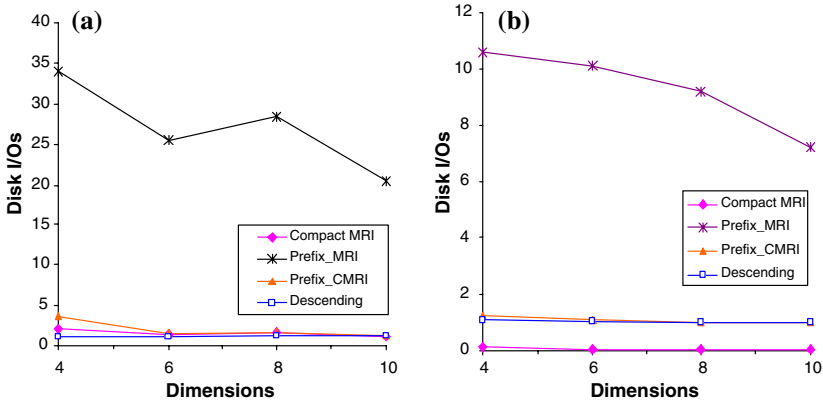 (a)
40
35
30
25
20
15
10
5
0
Disk I/Os
4
6
8
10
Dimensions
Compact MRI
Prefix_MRI
Prefix_CMRI
Descending
(b)
12
10
8
6
4
2
0
Disk I/Os
4
6
8
10
Dimensions
Compact MRI
Prefix_MRI
Prefix_CMRI
Descending